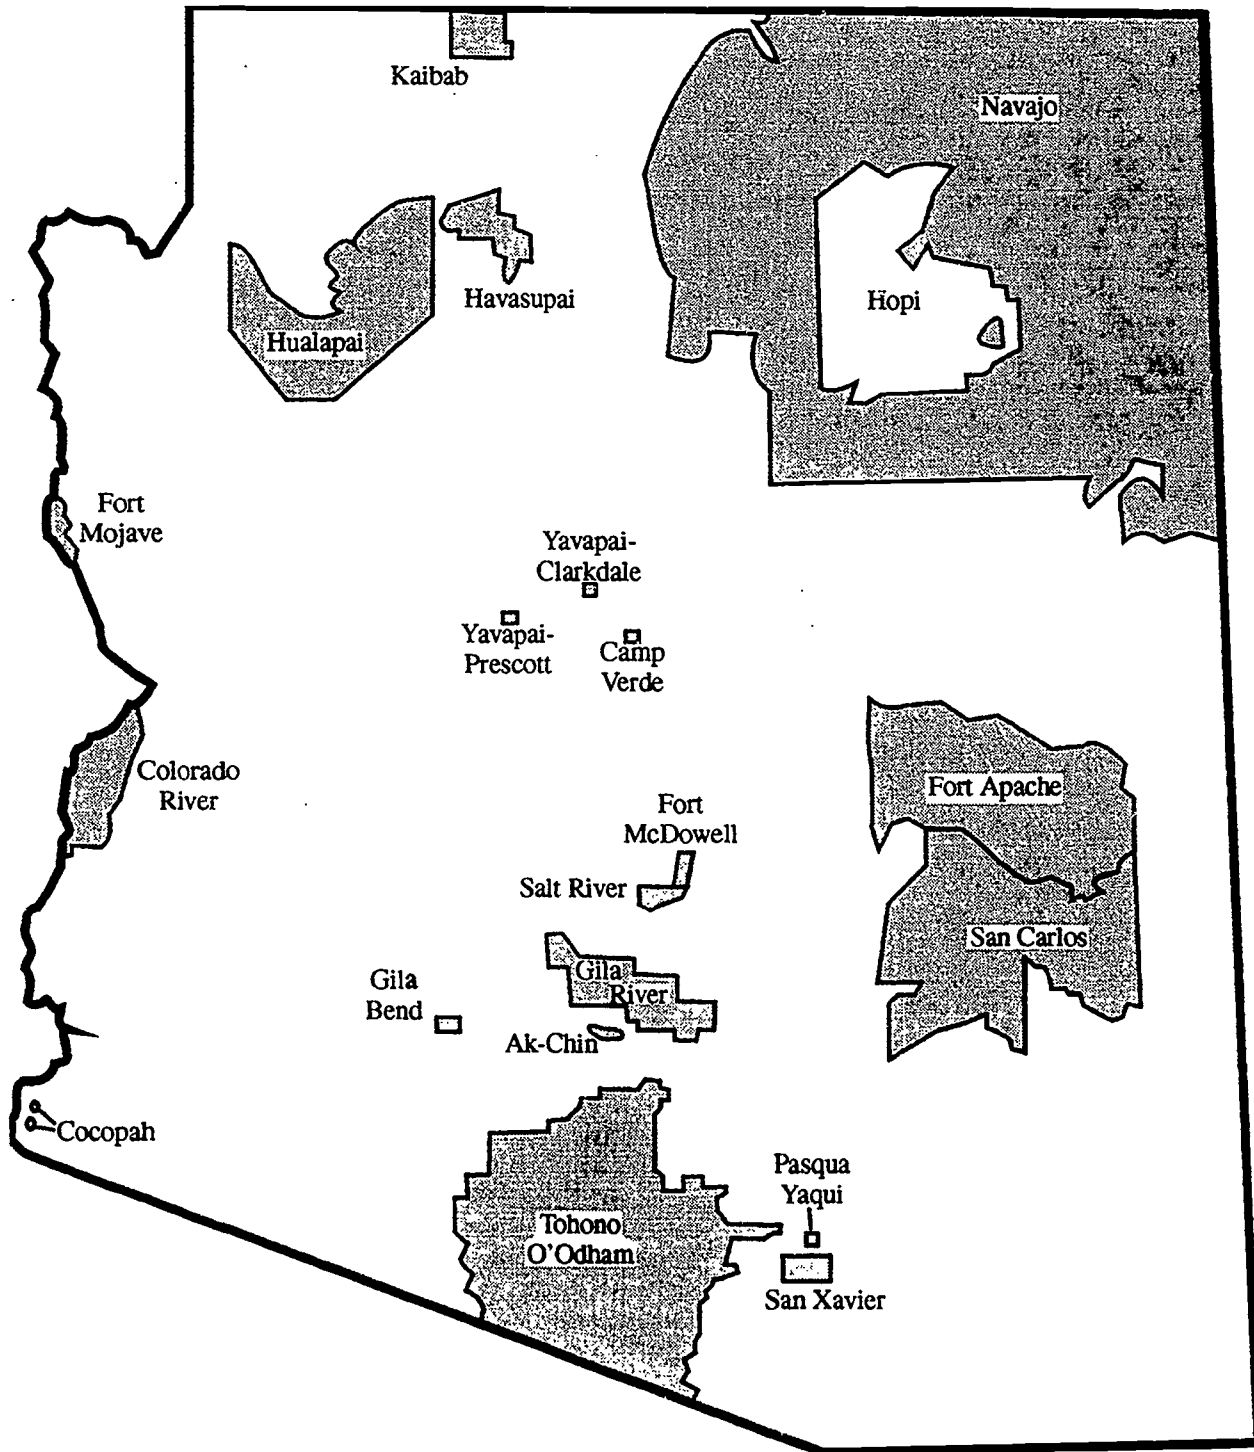 Kaibab
Navajo
Havasupai
Hopi
Hualapai
Fort
Mojave
Yavapai-
Clarkdale
Yavapai-
Prescott
Camp
Verde
Colorado
River
Fort Apache
Fort
McDowell
Salt River
San Carlos
Gila
River
Gila
Bend
Ak-Chin
Cocopah
Pasqua
Yaqui
Tohono
O'Odham
San Xavier